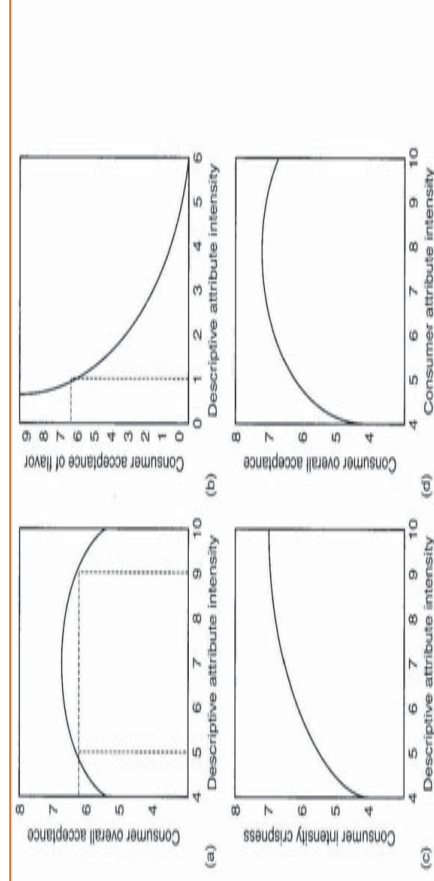 8
7
6
5
4
Consumer overall acceptance
4 5 6 7 8 9 10
(a) Descriptive attribute intensity
9
8
7
6
5
4
3
2
1
0
Consumer acceptance of flavor
0 1 2 3 4 5 6
(b) Descriptive attribute intensity
8
7
6
5
4
Consumer intensity crispness
4 5 6 7 8 9 10
(c) Descriptive attribute intensity
8
7
6
5
4
Consumer overall acceptance
4 5 6 7 8 9 10
(d) Consumer attribute intensity